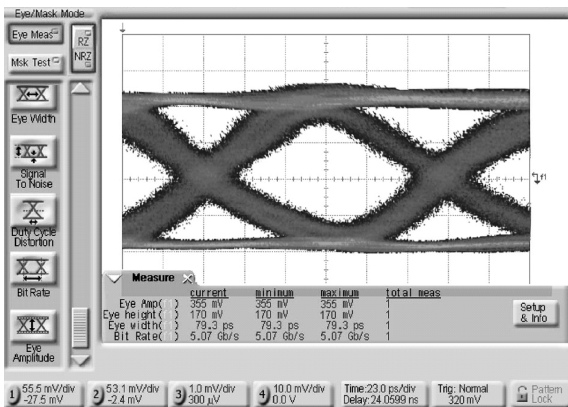 Eye/Mask Mode
Eye Meas
RZ
NRZ
Msk Test
Eye Width
Signal
To Noise
Duty Cycle
Distortion
Bit Rate
Eye
Amplitude
f1
Measure
current minimum maximum total meas
Eye Amp( ) 355 mV 355 mV 355 mV 1
Eye height( ) 170 mV 170 mV 170 mV 1
Eye width( ) 79.3 ps 79.3 ps 79.3 ps 1
Bit Rate( ) 5.07 Gb/s 5.07 Gb/s 5.07 Gb/s 1
Setup
& Info
1) 55.5 mV/div
-27.5 mV
2) 53.1 mV/div
-2.4 mV
3) 1.0 mV/div
300 µV
4) 10.0 mV/div
0.0 V
Time:23.0 ps/div
Delay:24.0599 ns
Trig: Normal
320 mV
Pattern
Lock